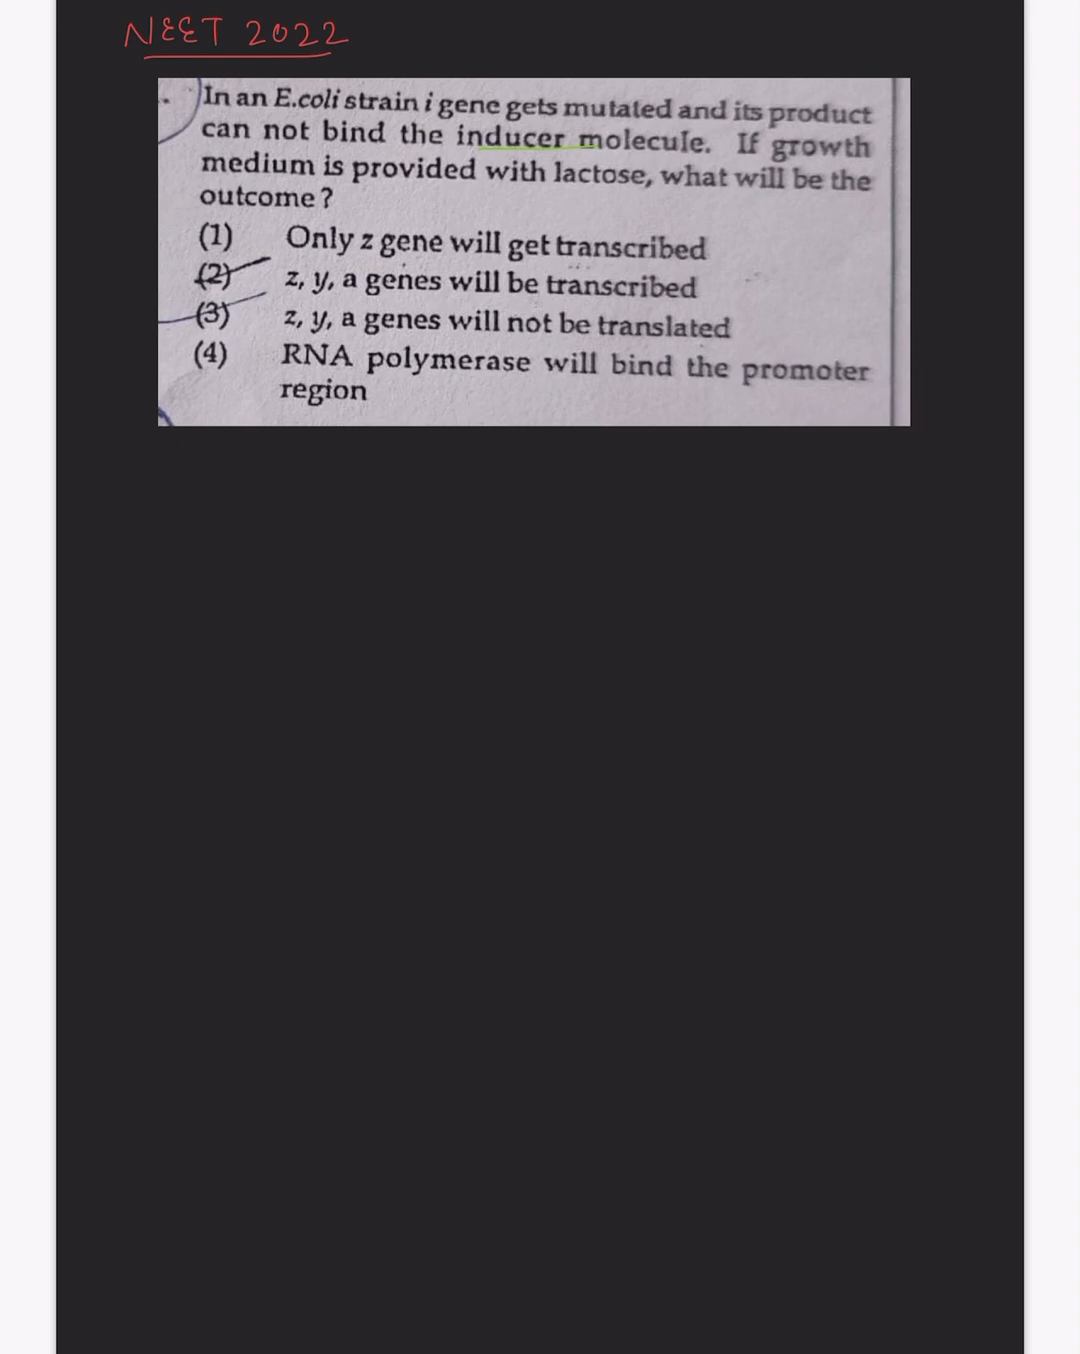 NEET 2022
In an E.coli strain i gene gets mutated and its product
can not bind the inducer molecule. If growth
medium is provided with lactose, what will be the
outcome?
(1) Only z gene will get transcribed
(2) z, y, a genes will be transcribed
(3) z, y, a genes will not be translated
(4) RNA polymerase will bind the promoter
region